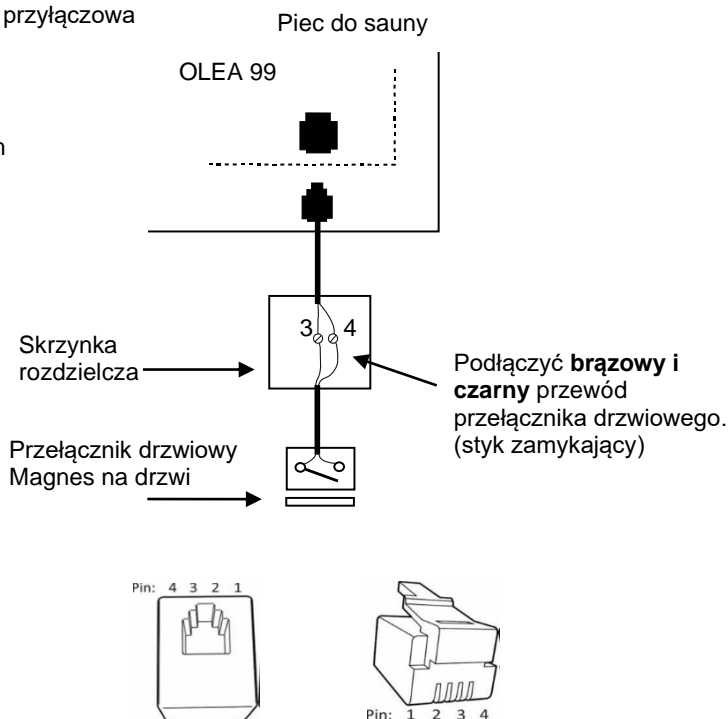 przyłączowa
Piec do sauny
OLEA 99
3 4
Skrzynka
rozdzielcza
Podłączyć brązowy i
czarny przewód
przełącznika drzwiowego.
(styk zamykający)
Przełącznik drzwiowy
Magnes na drzwi
Pin: 4 3 2 1
Pin: 1 2 3 4